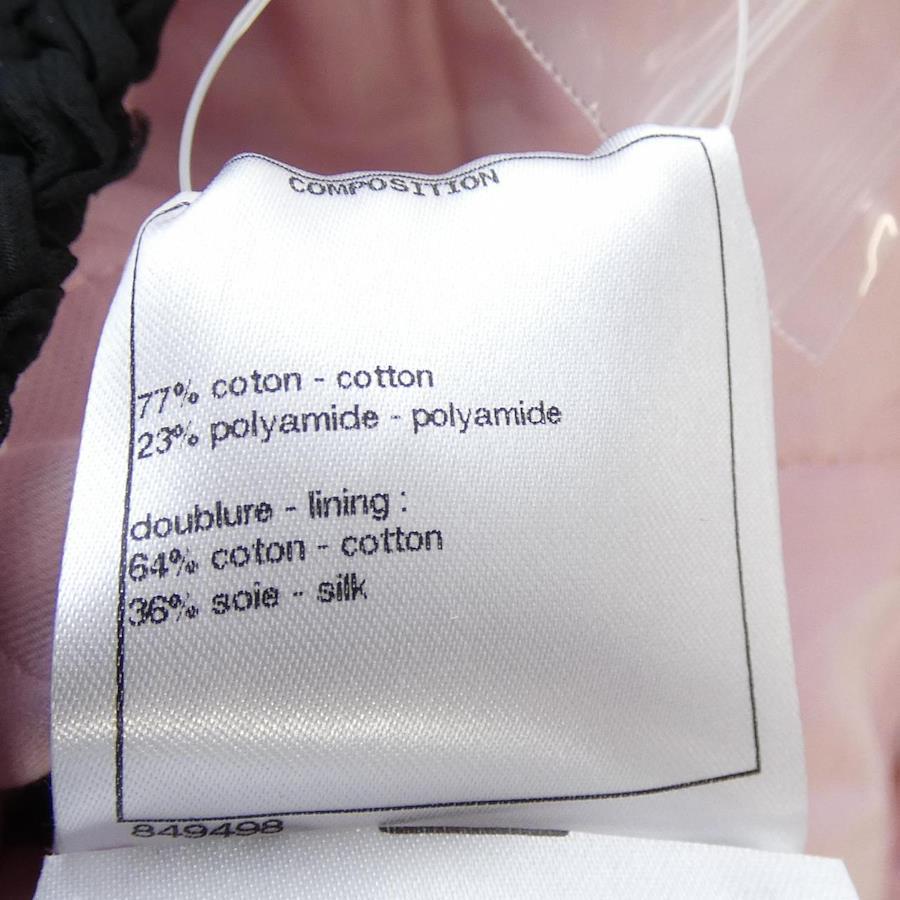 COMPOSITION
77% coton - cotton
23% polyamide - polyamide
doublure - lining :
64% coton - cotton
36% soie - silk
849498